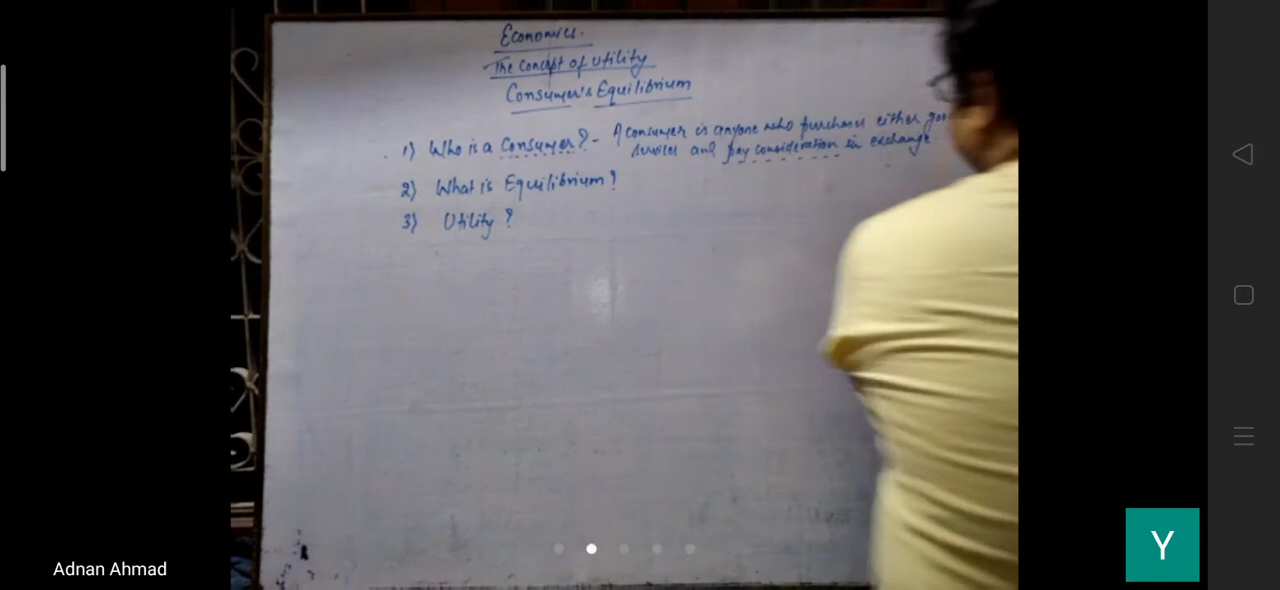 Economics.
The Concept of Utility
Consumer's Equilibrium
1) Who is a Consumer? - A consumer is anyone who purchases either
services and pay consideration in exchange
2) What is Equilibrium?
3) Utility?
Adnan Ahmad
Y